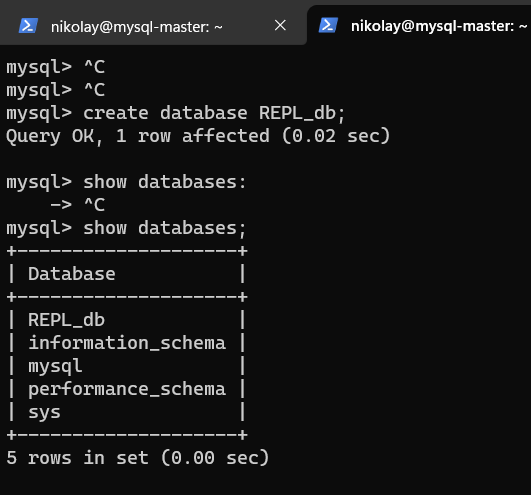 nikolay@mysql-master: ~
nikolay@mysql-master: ~
mysql> ^C
mysql> ^C
mysql> create database REPL_db;
Query OK, 1 row affected (0.02 sec)
mysql> show databases:
    -> ^C
mysql> show databases;
+--------------------+
| Database           |
+--------------------+
| REPL_db            |
| information_schema |
| mysql              |
| performance_schema |
| sys                |
+--------------------+
5 rows in set (0.00 sec)